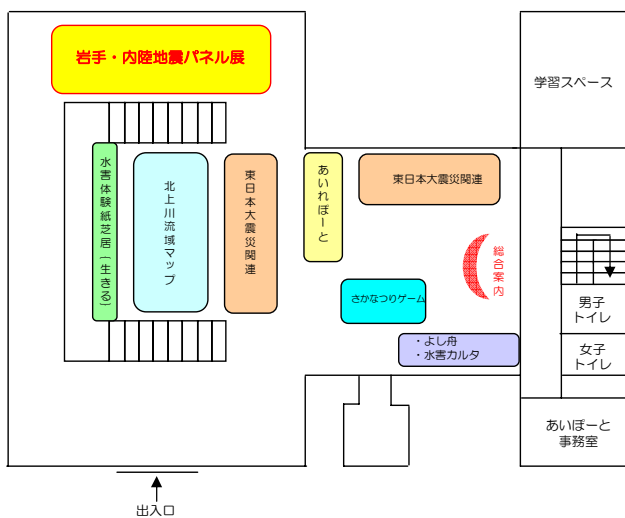 岩手・内陸地震パネル展
学習スペース
水害体験紙芝居(生きる)
北上川流域マップ
東日本大震災関連
あいれぽーと
東日本大震災関連
総合案内
さかなつりゲーム
・よし舟
・水害カルタ
男子
トイレ
女子
トイレ
あいぽーと
事務室
出入口